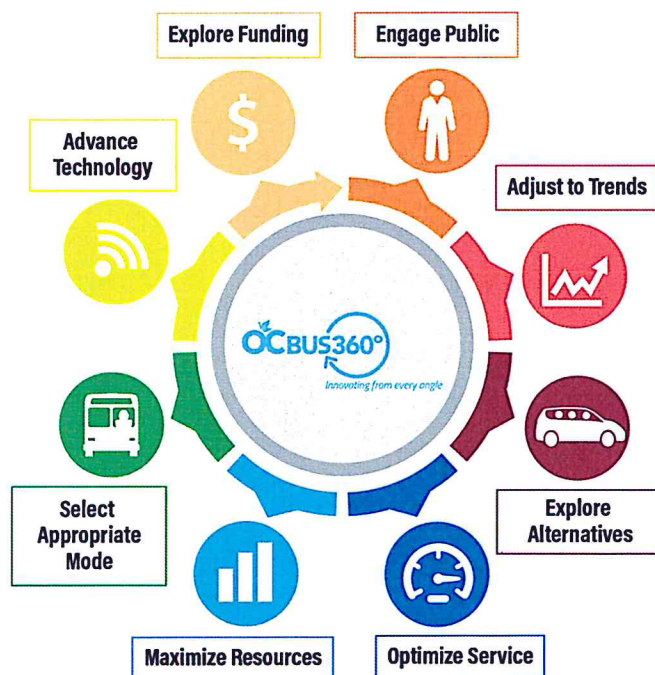 Explore Funding
Engage Public
Advance
Technology
Adjust to Trends
$
OCBUS360°
Innovating from every angle
Select
Appropriate
Mode
Explore
Alternatives
Maximize Resources
Optimize Service